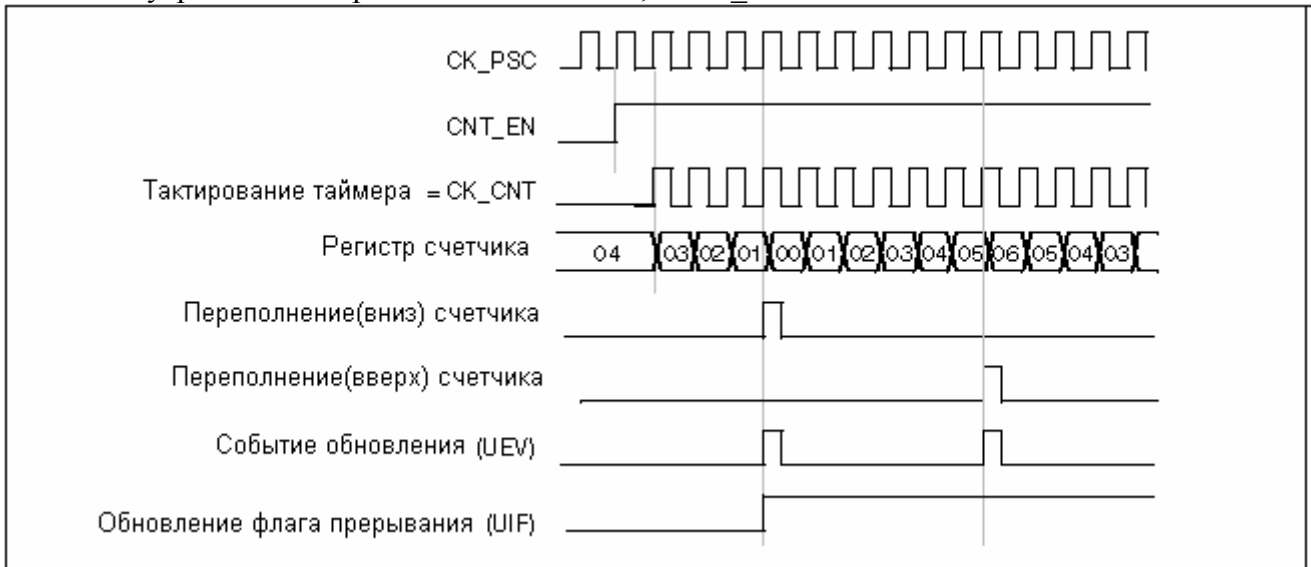 CK_PSC
CNT_EN
Тактирование таймера = CK_CNT
Регистр счетчика 04 03 02 01 00 01 02 03 04 05 06 05 04 03
Переполнение(вниз) счетчика
Переполнение(вверх) счетчика
Событие обновления (UEV)
Обновление флага прерывания (UIF)